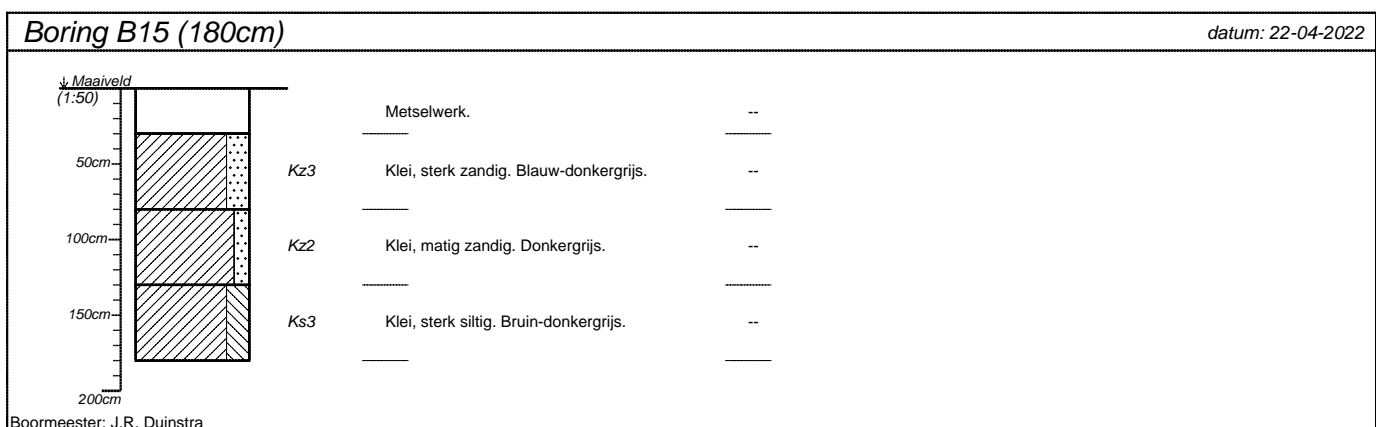 Boring B15 (180cm) datum: 22-04-2022
Maaiveld
(1:50)
Metselwerk. --
50cm Kz3 Klei, sterk zandig. Blauw-donkergrijs. --
100cm Kz2 Klei, matig zandig. Donkergrijs. --
150cm Ks3 Klei, sterk siltig. Bruin-donkergrijs. --
200cm
Boormeester: J.R. Duinstra